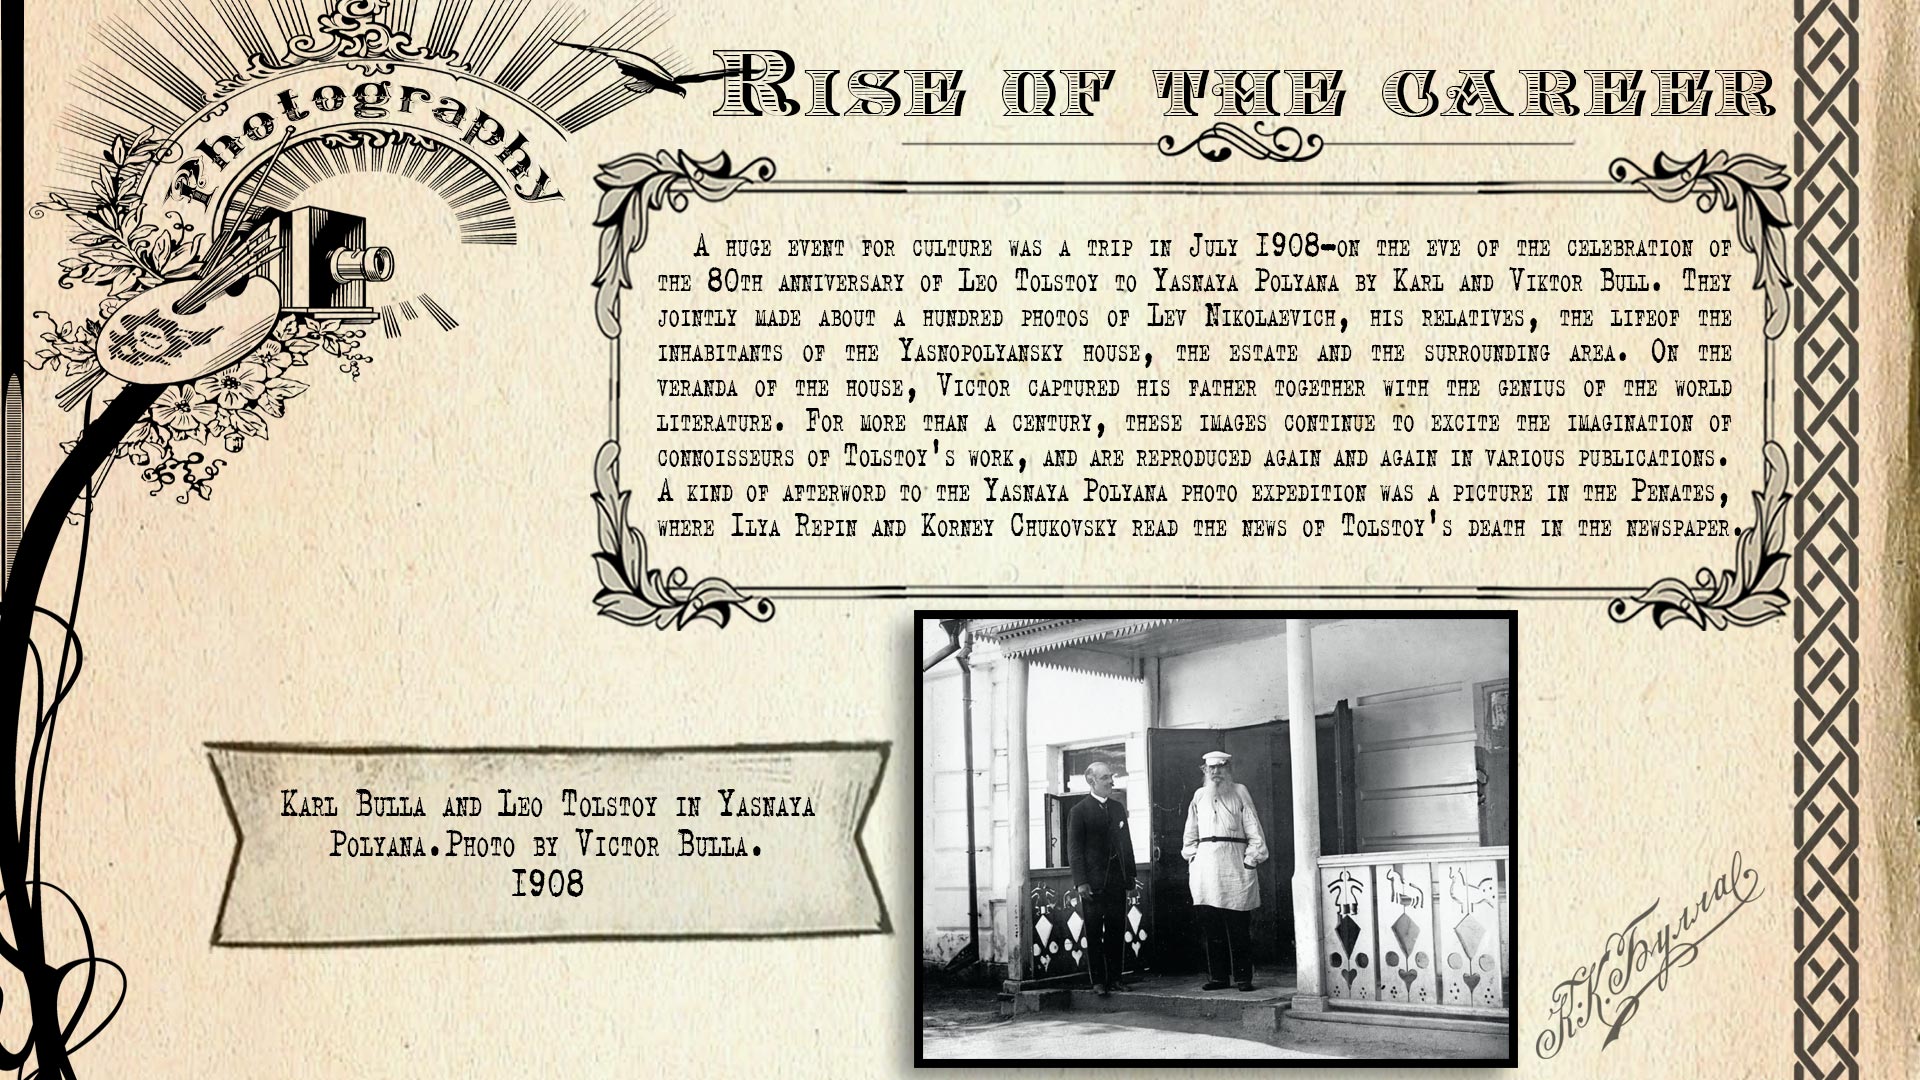 Photography
Rise of the career
A huge event for culture was a trip in July 1908-on the eve of the celebration of
the 80th anniversary of Leo Tolstoy to Yasnaya Polyana by Karl and Viktor Bull. They
jointly made about a hundred photos of Lev Nikolaevich, his relatives, the lifeof the
inhabitants of the Yasnopolyansky house, the estate and the surrounding area. On the
veranda of the house, Victor captured his father together with the genius of the world
literature. For more than a century, these images continue to excite the imagination of
connoisseurs of Tolstoy's work, and are reproduced again and again in various publications.
A kind of afterword to the Yasnaya Polyana photo expedition was a picture in the Penates,
where Ilya Repin and Korney Chukovsky read the news of Tolstoy's death in the newspaper.
Karl Bulla and Leo Tolstoy in Yasnaya
Polyana.Photo by Victor Bulla.
1908
К.К.Булла